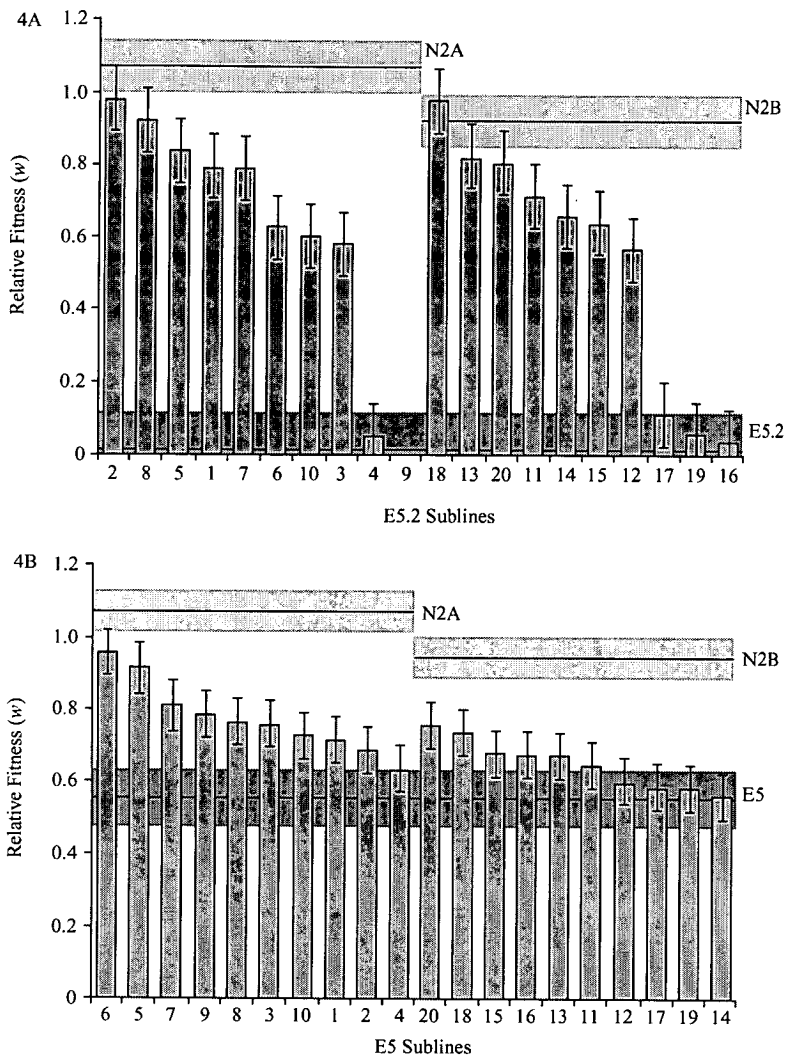 4A
1.2
N2A
1.0
N2B
0.8
Relative Fitness (w)
0.6
0.4
0.2
E5.2
0
2 8 5 1 7 6 10 3 4 9 18 13 20 11 14 15 12 17 19 16
E5.2 Sublines
4B
1.2
N2A
1.0
N2B
0.8
Relative Fitness (w)
0.6
E5
0.4
0.2
0
6 5 7 9 8 3 10 1 2 4 20 18 15 16 13 11 12 17 19 14
E5 Sublines